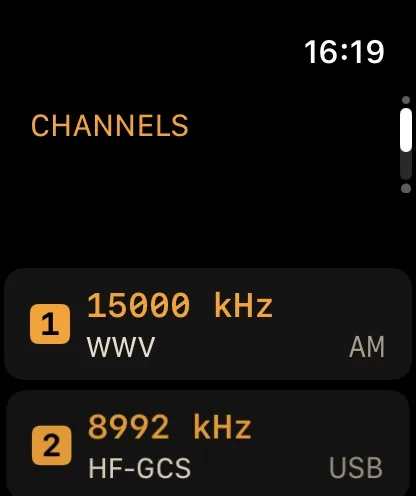 16:19
CHANNELS
1 15000 kHz
WWV AM
2 8992 kHz
HF-GCS USB